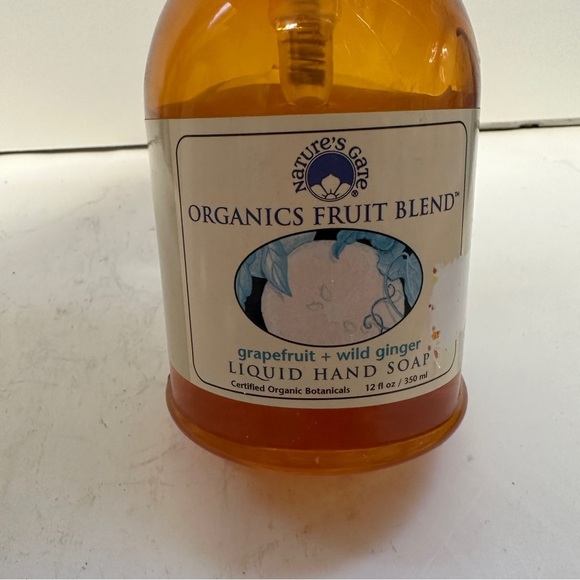 NATURE'S GATE®
ORGANICS FRUIT BLEND™
grapefruit + wild ginger
LIQUID HAND SOAP
Certified Organic Botanicals 12 fl oz / 350 ml